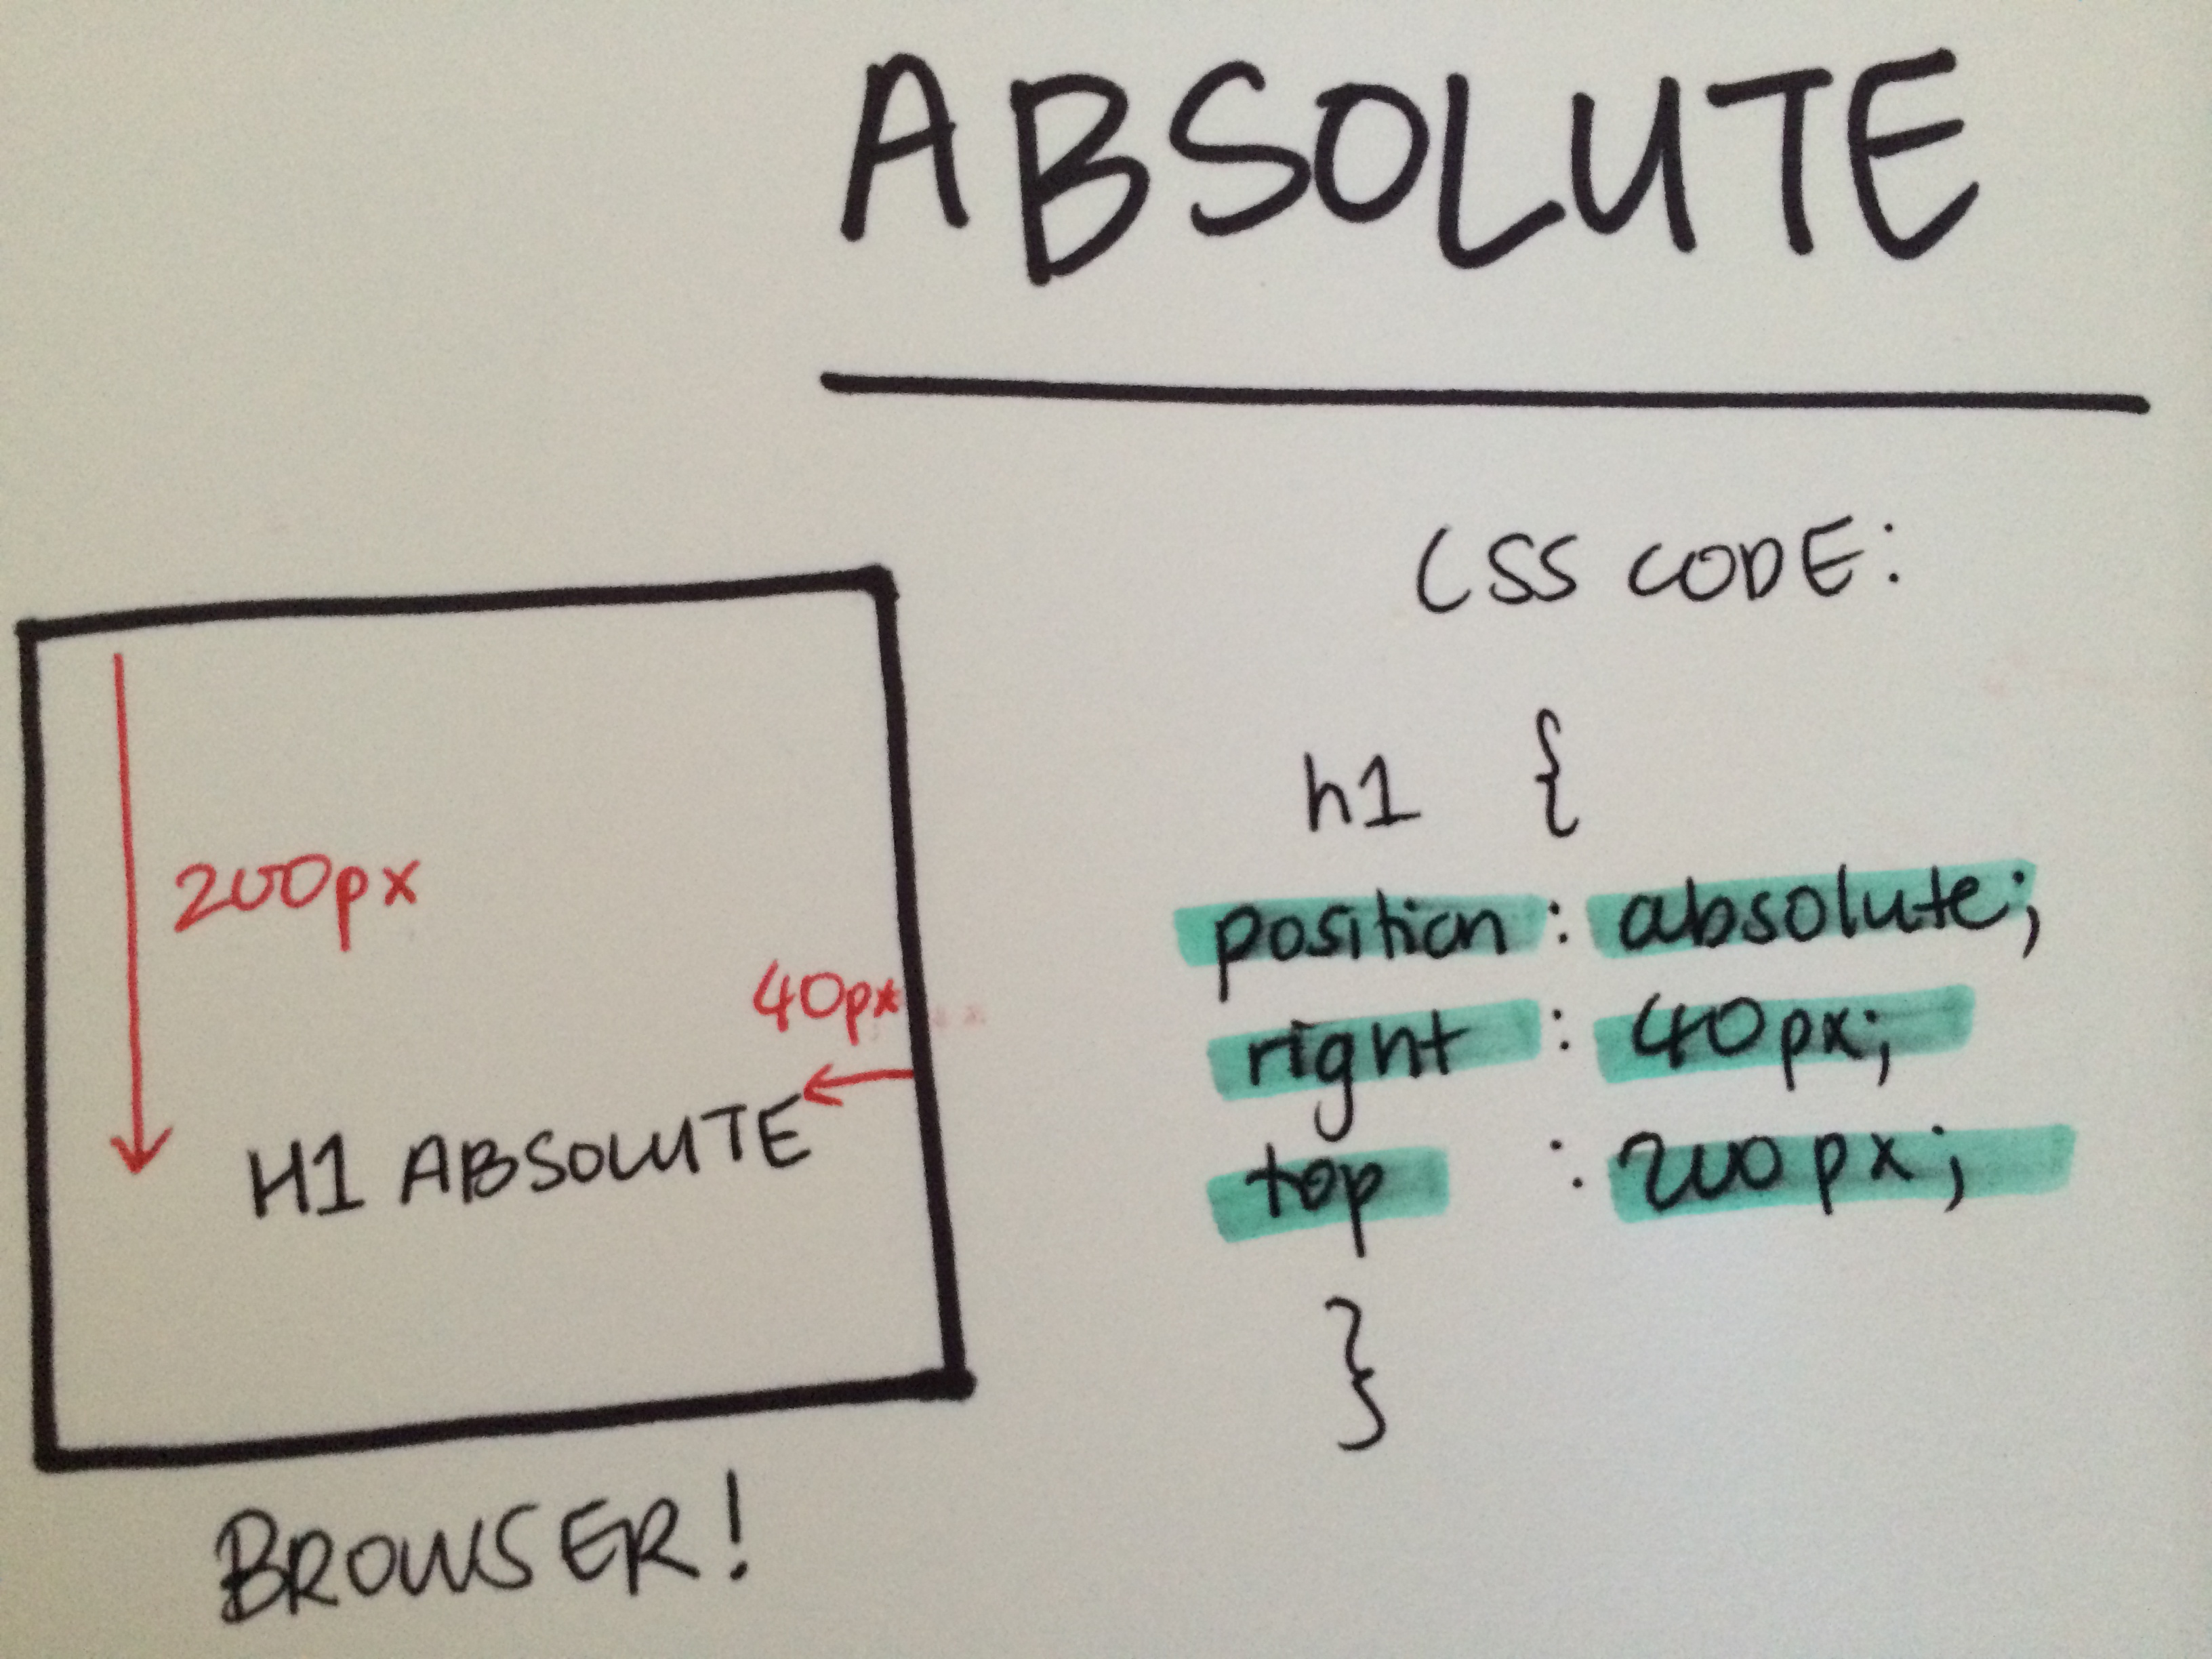 ABSOLUTE
200px
40px
H1 ABSOLUTE
BROWSER!
CSS CODE:
h1 {
position : absolute;
right : 40px;
top : 200px;
}